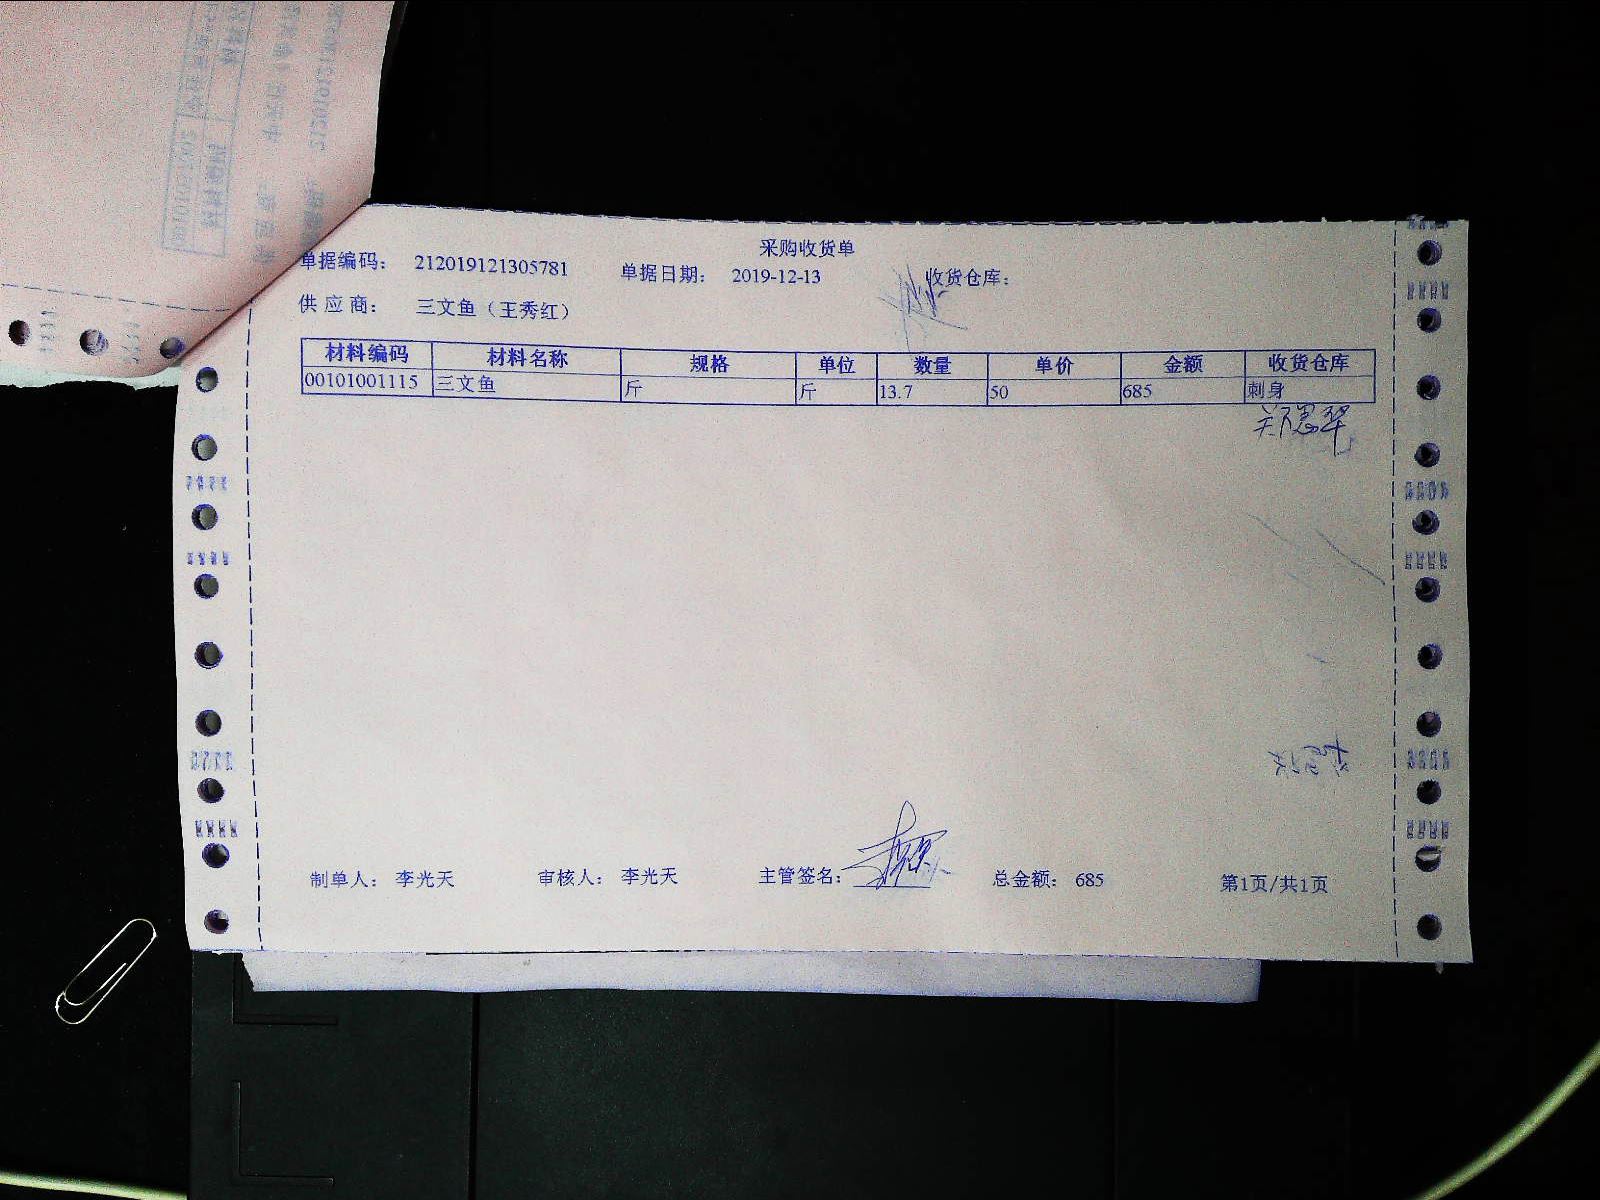 采购收货单
单据编码： 212019121305781 单据日期： 2019-12-13 收货仓库：
供 应 商： 三文鱼（王秀红）
材料编码 材料名称 规格 单位 数量 单价 金额 收货仓库
00101001115 三文鱼 斤 斤 13.7 50 685 刺身
制单人： 李光天 审核人： 李光天 主管签名： 总金额： 685 第1页/共1页